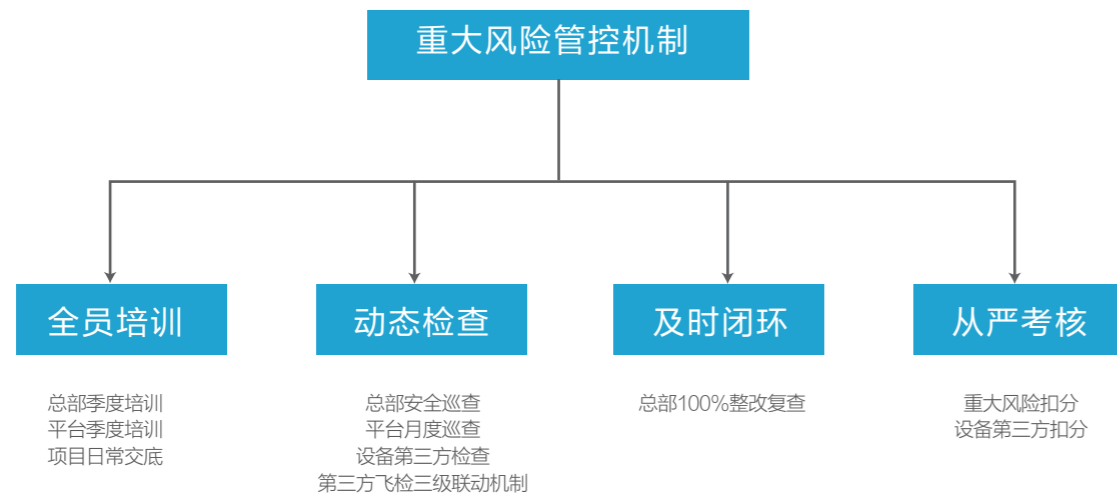 重大风险管控机制
全员培训
动态检查
及时闭环
从严考核
总部季度培训
平台季度培训
项目日常交底
总部安全巡查
平台月度巡查
设备第三方检查
第三方飞检三级联动机制
总部100%整改复查
重大风险扣分
设备第三方扣分